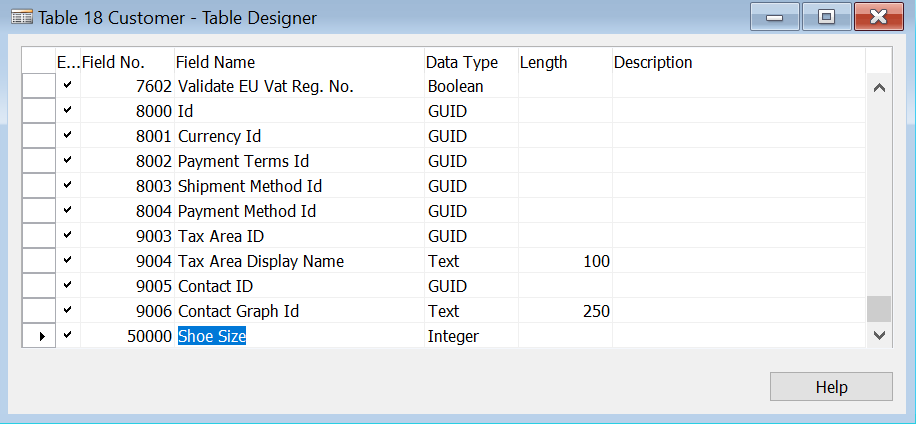 Table 18 Customer - Table Designer
E... Field No. Field Name Data Type Length Description
7602 Validate EU Vat Reg. No. Boolean
8000 Id GUID
8001 Currency Id GUID
8002 Payment Terms Id GUID
8003 Shipment Method Id GUID
8004 Payment Method Id GUID
9003 Tax Area ID GUID
9004 Tax Area Display Name Text 100
9005 Contact ID GUID
9006 Contact Graph Id Text 250
50000 Shoe Size Integer
Help